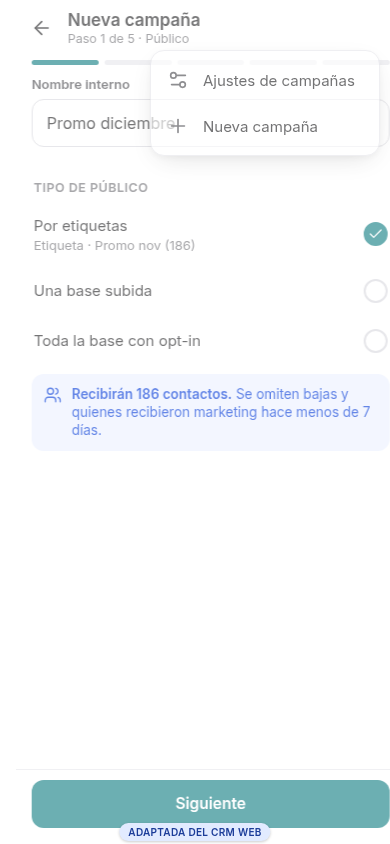 Nueva campaña
Paso 1 de 5 · Público
Nombre interno
Ajustes de campañas
Promo diciembre
Nueva campaña
TIPO DE PÚBLICO
Por etiquetas
Etiqueta · Promo nov (186)
Una base subida
Toda la base con opt-in
Recibirán 186 contactos. Se omiten bajas y
quienes recibieron marketing hace menos de 7
días.
Siguiente
ADAPTADA DEL CRM WEB